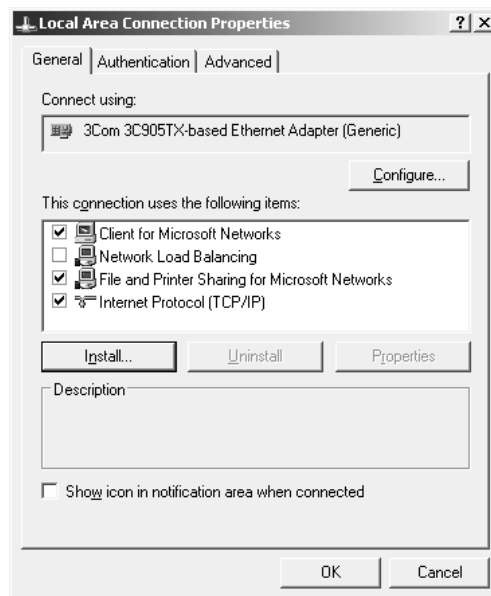 Local Area Connection Properties
General Authentication Advanced
Connect using:
3Com 3C905TX-based Ethernet Adapter (Generic)
Configure...
This connection uses the following items:
Client for Microsoft Networks
Network Load Balancing
File and Printer Sharing for Microsoft Networks
Internet Protocol (TCP/IP)
Install... Uninstall Properties
Description
Show icon in notification area when connected
OK Cancel